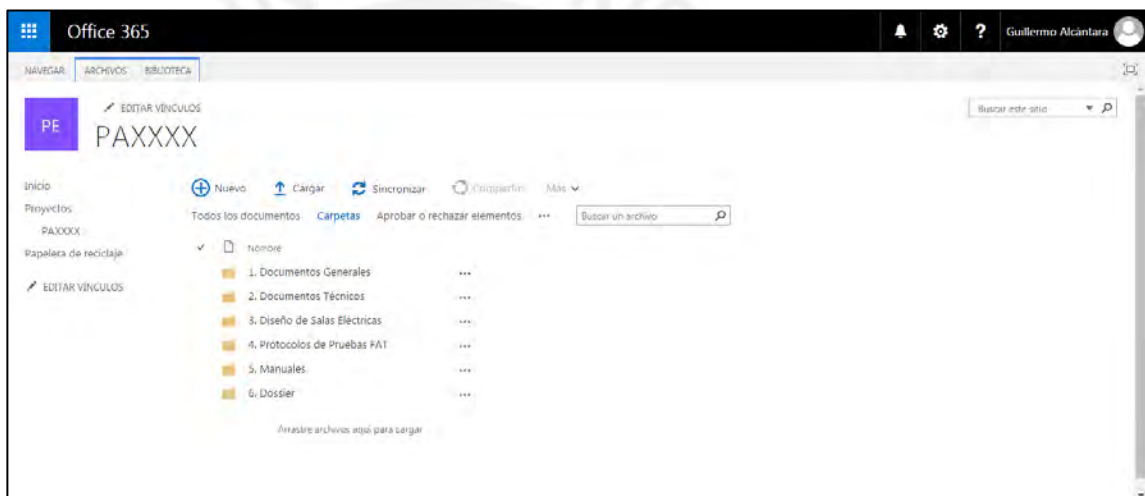 Office 365
?
Guillermo Alcántara
NAVEGAR ARCHIVOS BIBLIOTECA
EDITAR VÍNCULOS
Buscar este sitio
PE
PAXXXX
Inicio
Nuevo Cargar Sincronizar Compartir Más
Proyectos
Todos los documentos Carpetas Aprobar o rechazar elementos ... Buscar un archivo
PAXXXX
Papelera de reciclaje
Nombre
1. Documentos Generales ...
2. Documentos Técnicos ...
EDITAR VÍNCULOS
3. Diseño de Salas Eléctricas ...
4. Protocolos de Pruebas FAT ...
5. Manuales ...
6. Dossier ...
Arrastre archivos aquí para cargar